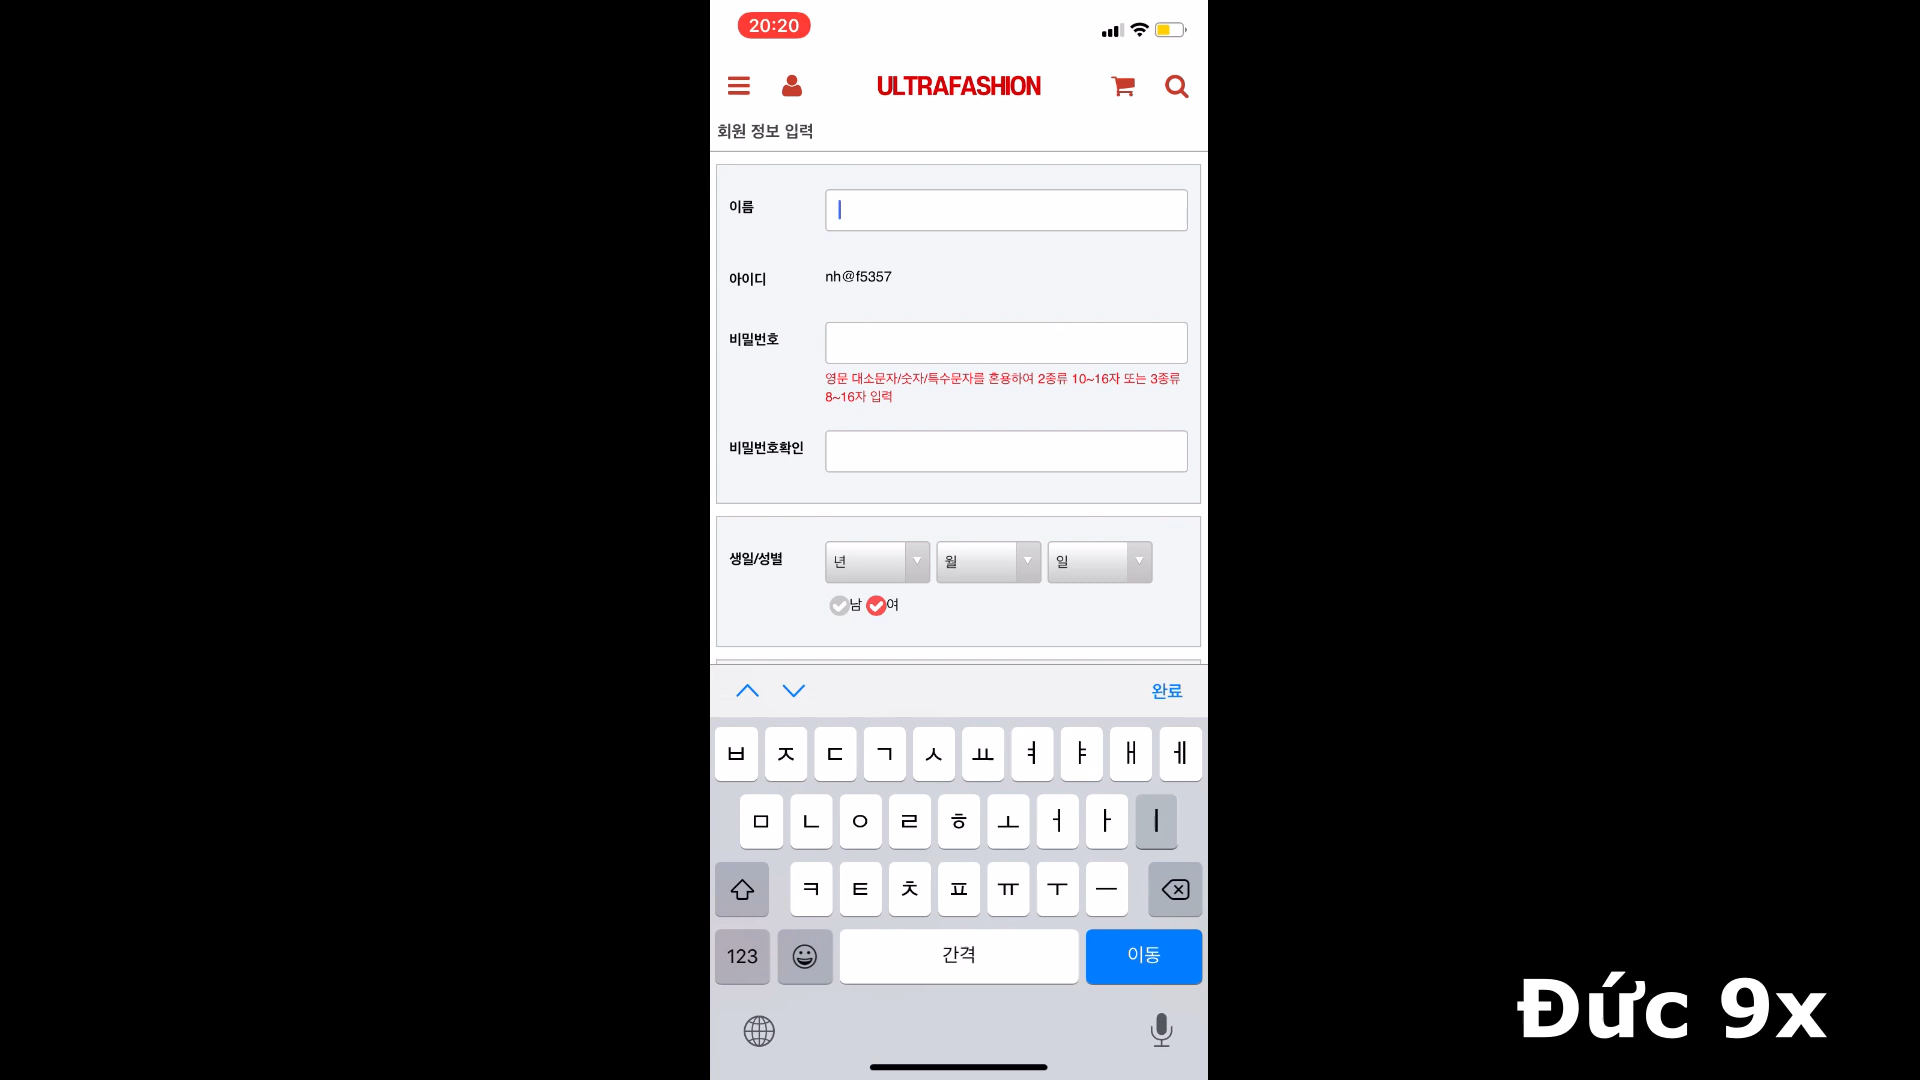 20:20
ULTRAFASHION
회원 정보 입력
이름
아이디 nh@f5357
비밀번호
영문 대소문자/숫자/특수문자를 혼용하여 2종류 10~16자 또는 3종류
8~16자 입력
비밀번호확인
생일/성별 년 월 일
남 여
완료
ㅂ ㅈ ㄷ ㄱ ㅅ ㅛ ㅕ ㅑ ㅐ ㅔ
ㅁ ㄴ ㅇ ㄹ ㅎ ㅗ ㅓ ㅏ ㅣ
ㅋ ㅌ ㅊ ㅍ ㅠ ㅜ ㅡ
123 간격 이동
Đức 9x